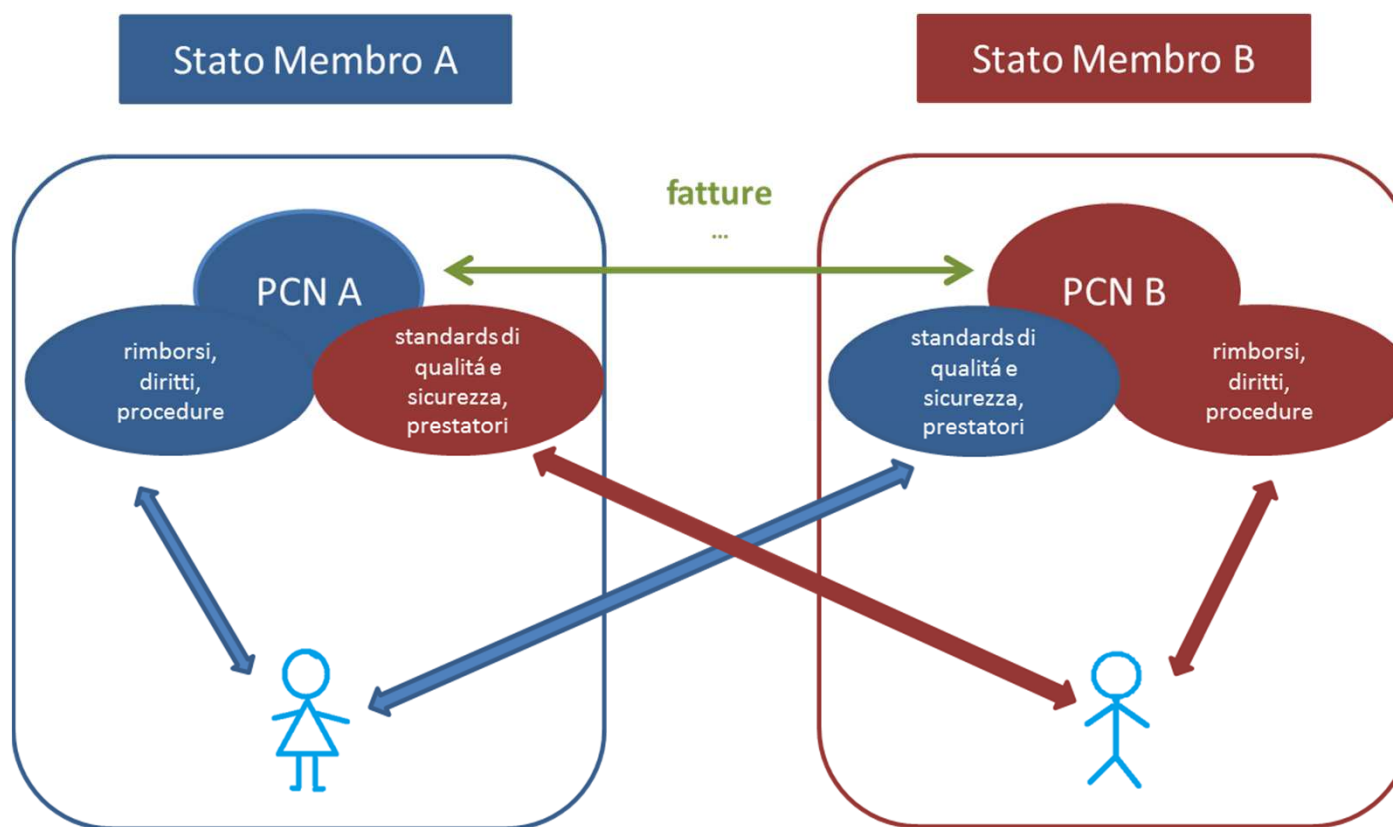 Stato Membro A
Stato Membro B
fatture
...
PCN A
PCN B
rimborsi,
diritti,
procedure
standards di
qualitá e
sicurezza,
prestatori
standards di
qualitá e
sicurezza,
prestatori
rimborsi,
diritti,
procedure